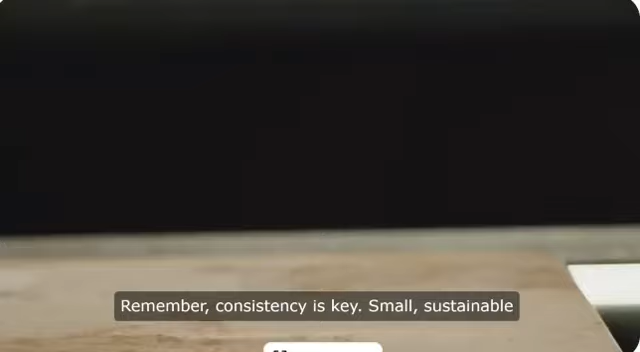 Remember, consistency is key. Small, sustainable